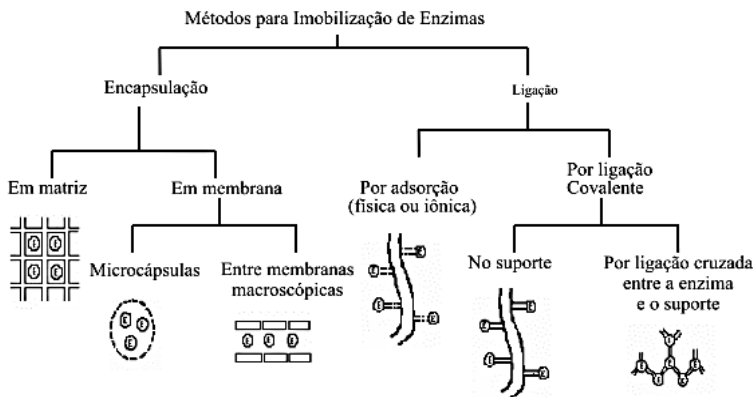 Métodos para Imobilização de Enzimas
Encapsulação
Ligação
Em matriz
Em membrana
Por adsorção
(física ou iônica)
Por ligação
Covalente
Microcápsulas
Entre membranas
macroscópicas
No suporte
Por ligação cruzada
entre a enzima
e o suporte
E E
E E
E E
E
E E E
E
E
E
E
E
E
E
E